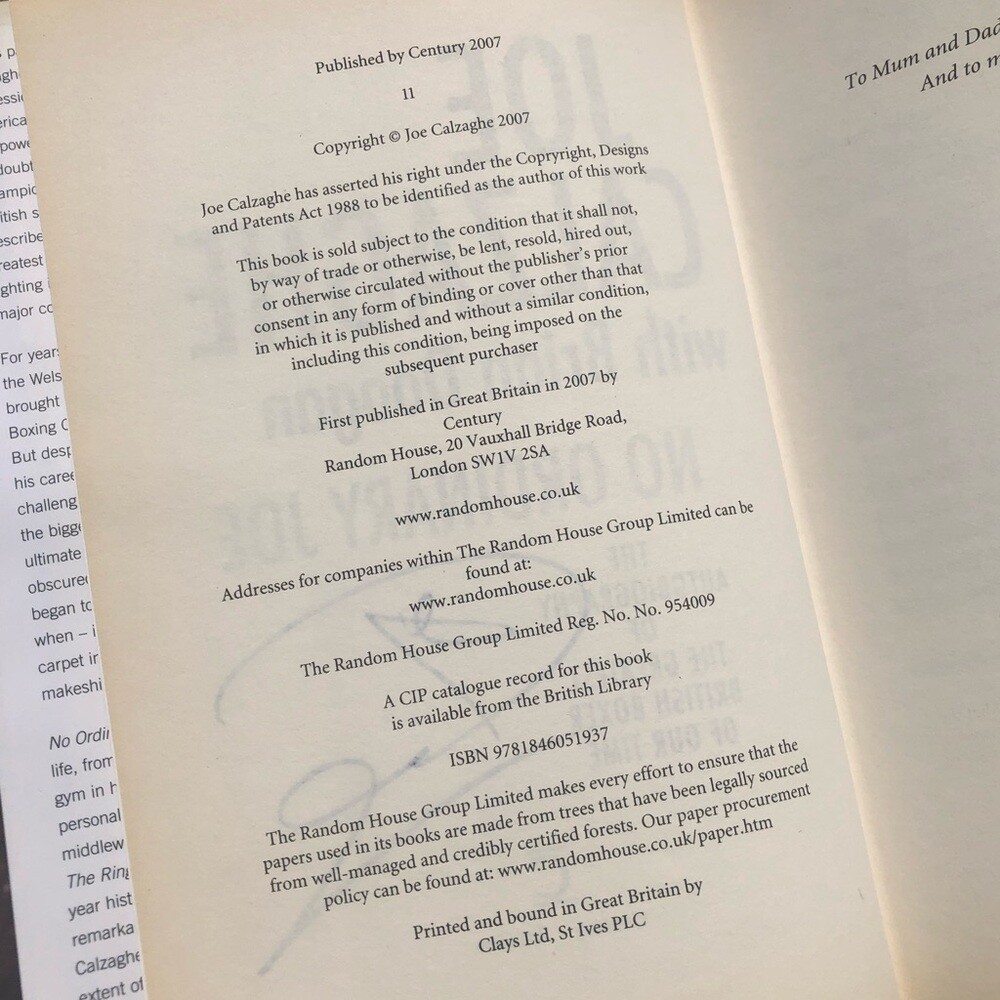 For year
the Wels
brought
Boxing
But desp
his caree
challeng
the bigg
ultimate
obscure
began to
when – i
carpet in
makeshi
No Ordi
life, from
gym in h
personal
middlew
The Ring
year hist
remarka
Calzaghe
extent of
Published by Century 2007
11
Copyright © Joe Calzaghe 2007
Joe Calzaghe has asserted his right under the Copryright, Designs
and Patents Act 1988 to be identified as the author of this work
This book is sold subject to the condition that it shall not,
by way of trade or otherwise, be lent, resold, hired out,
or otherwise circulated without the publisher's prior
consent in any form of binding or cover other than that
in which it is published and without a similar condition,
including this condition, being imposed on the
subsequent purchaser
First published in Great Britain in 2007 by
Century
Random House, 20 Vauxhall Bridge Road,
London SW1V 2SA
www.randomhouse.co.uk
Addresses for companies within The Random House Group Limited can be
found at:
www.randomhouse.co.uk
The Random House Group Limited Reg. No. No. 954009
A CIP catalogue record for this book
is available from the British Library
ISBN 9781846051937
The Random House Group Limited makes every effort to ensure that the
papers used in its books are made from trees that have been legally sourced
from well-managed and credibly certified forests. Our paper procurement
policy can be found at: www.randomhouse.co.uk/paper.htm
Printed and bound in Great Britain by
Clays Ltd, St Ives PLC
To Mum and Dad
And to m